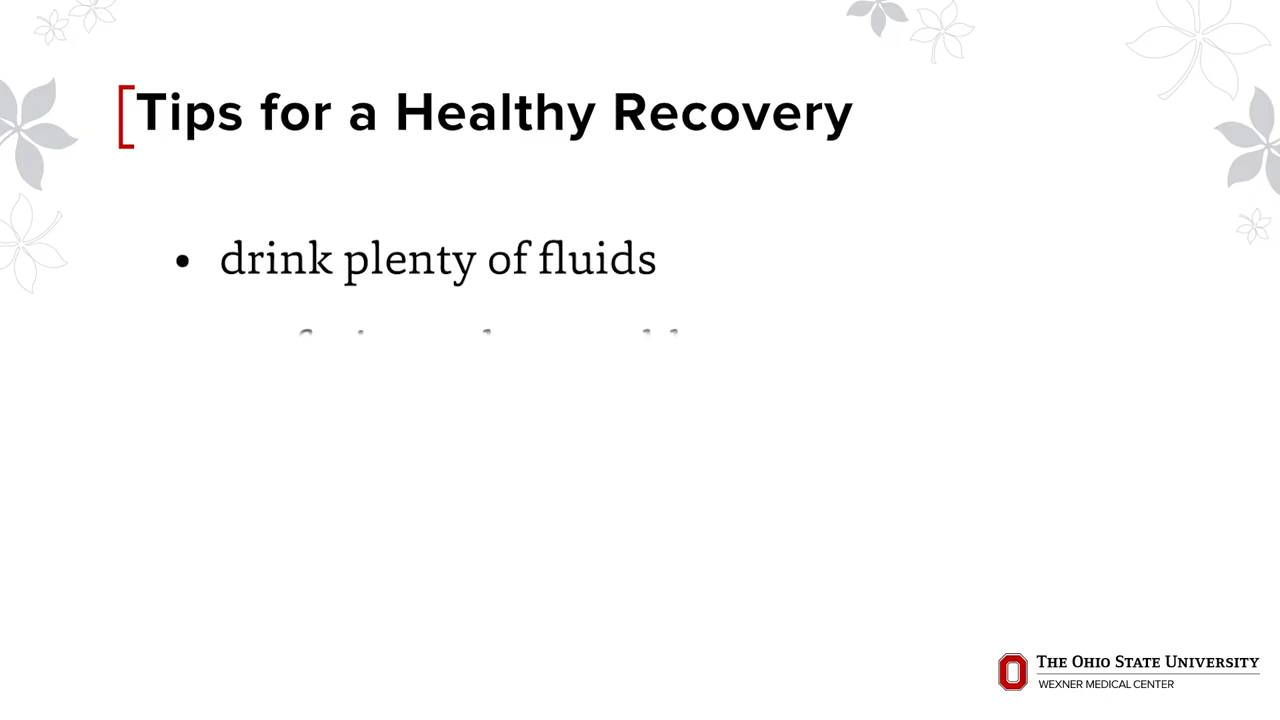 Tips for a Healthy Recovery
• drink plenty of fluids
THE OHIO STATE UNIVERSITY
WEXNER MEDICAL CENTER